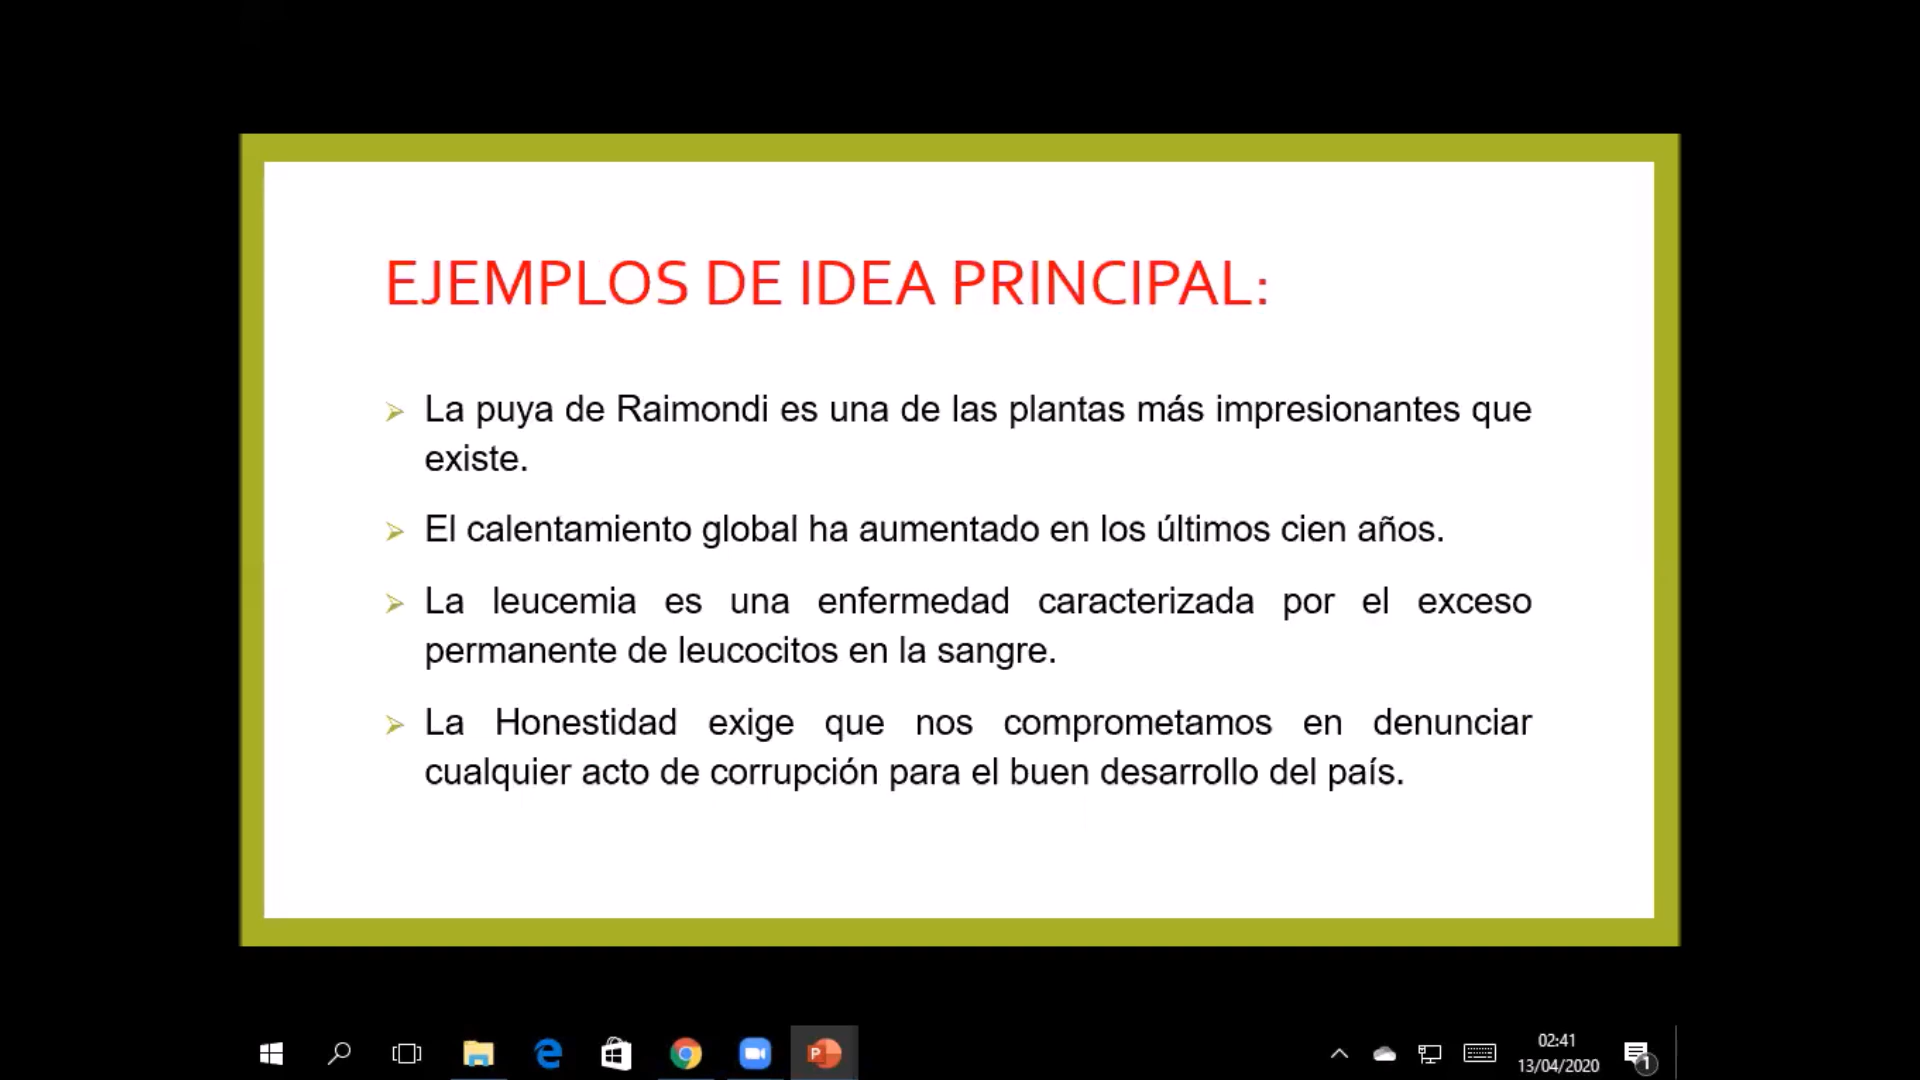 EJEMPLOS DE IDEA PRINCIPAL:
La puya de Raimondi es una de las plantas más impresionantes que
existe.
El calentamiento global ha aumentado en los últimos cien años.
La leucemia es una enfermedad caracterizada por el exceso
permanente de leucocitos en la sangre.
La Honestidad exige que nos comprometamos en denunciar
cualquier acto de corrupción para el buen desarrollo del país.
02:41
13/04/2020
1